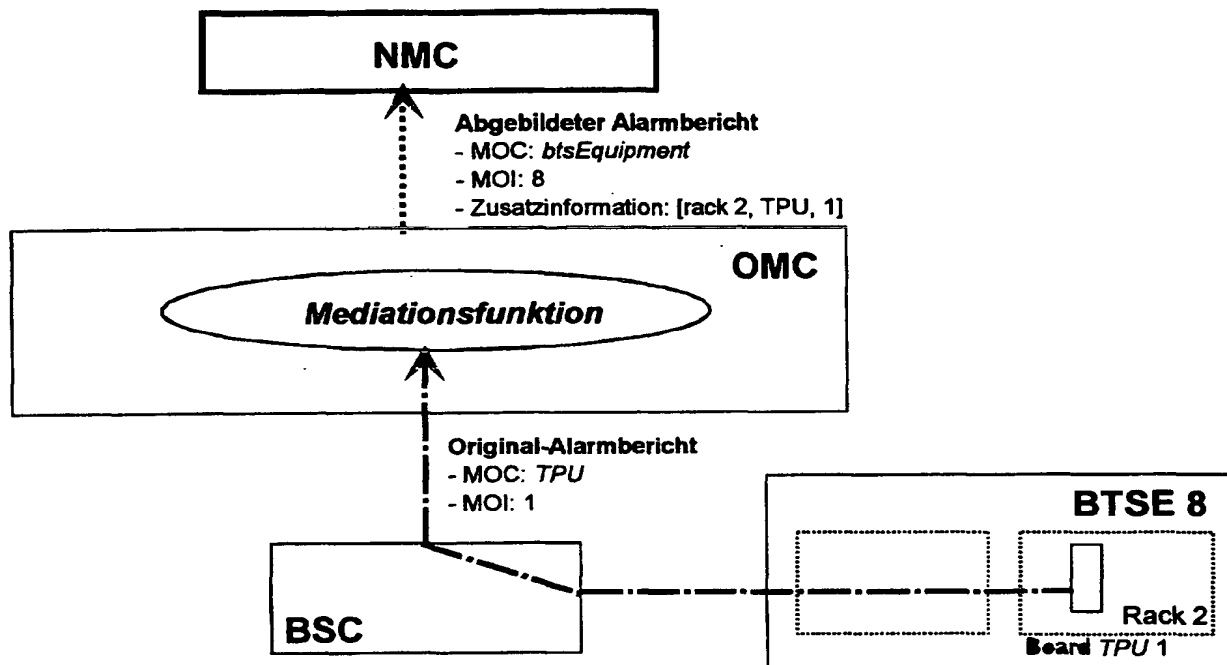 NMC
Abgebildeter Alarmbericht
- MOC: btsEquipment
- MOI: 8
- Zusatzinformation: [rack 2, TPU, 1]
OMC
Mediationsfunktion
Original-Alarmbericht
- MOC: TPU
- MOI: 1
BTSE 8
BSC
Rack 2
Board TPU 1